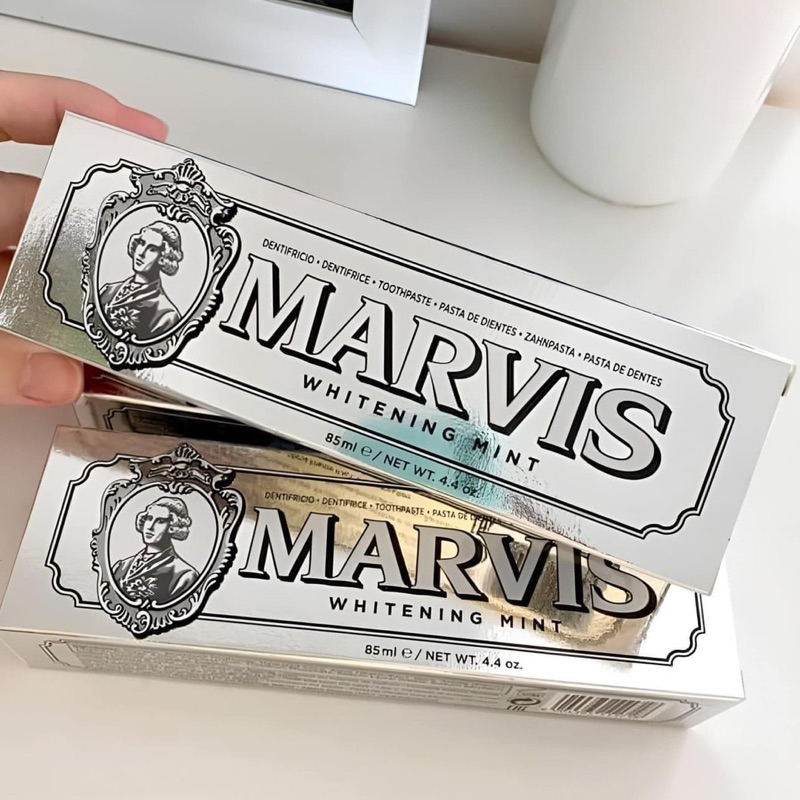 DENTIFRICIO • DENTIFRICE • TOOTHPASTE • PASTA DE DIENTES • ZAHNPASTA • PASTA DE DENTES
MARVIS
WHITENING MINT
85ml ℮ / NET WT. 4.4 oz.
DENTIFRICIO • DENTIFRICE • TOOTHPASTE • PASTA DE
MARVIS
WHITENING MINT
85ml ℮ / NET WT. 4,4 oz.
EAC